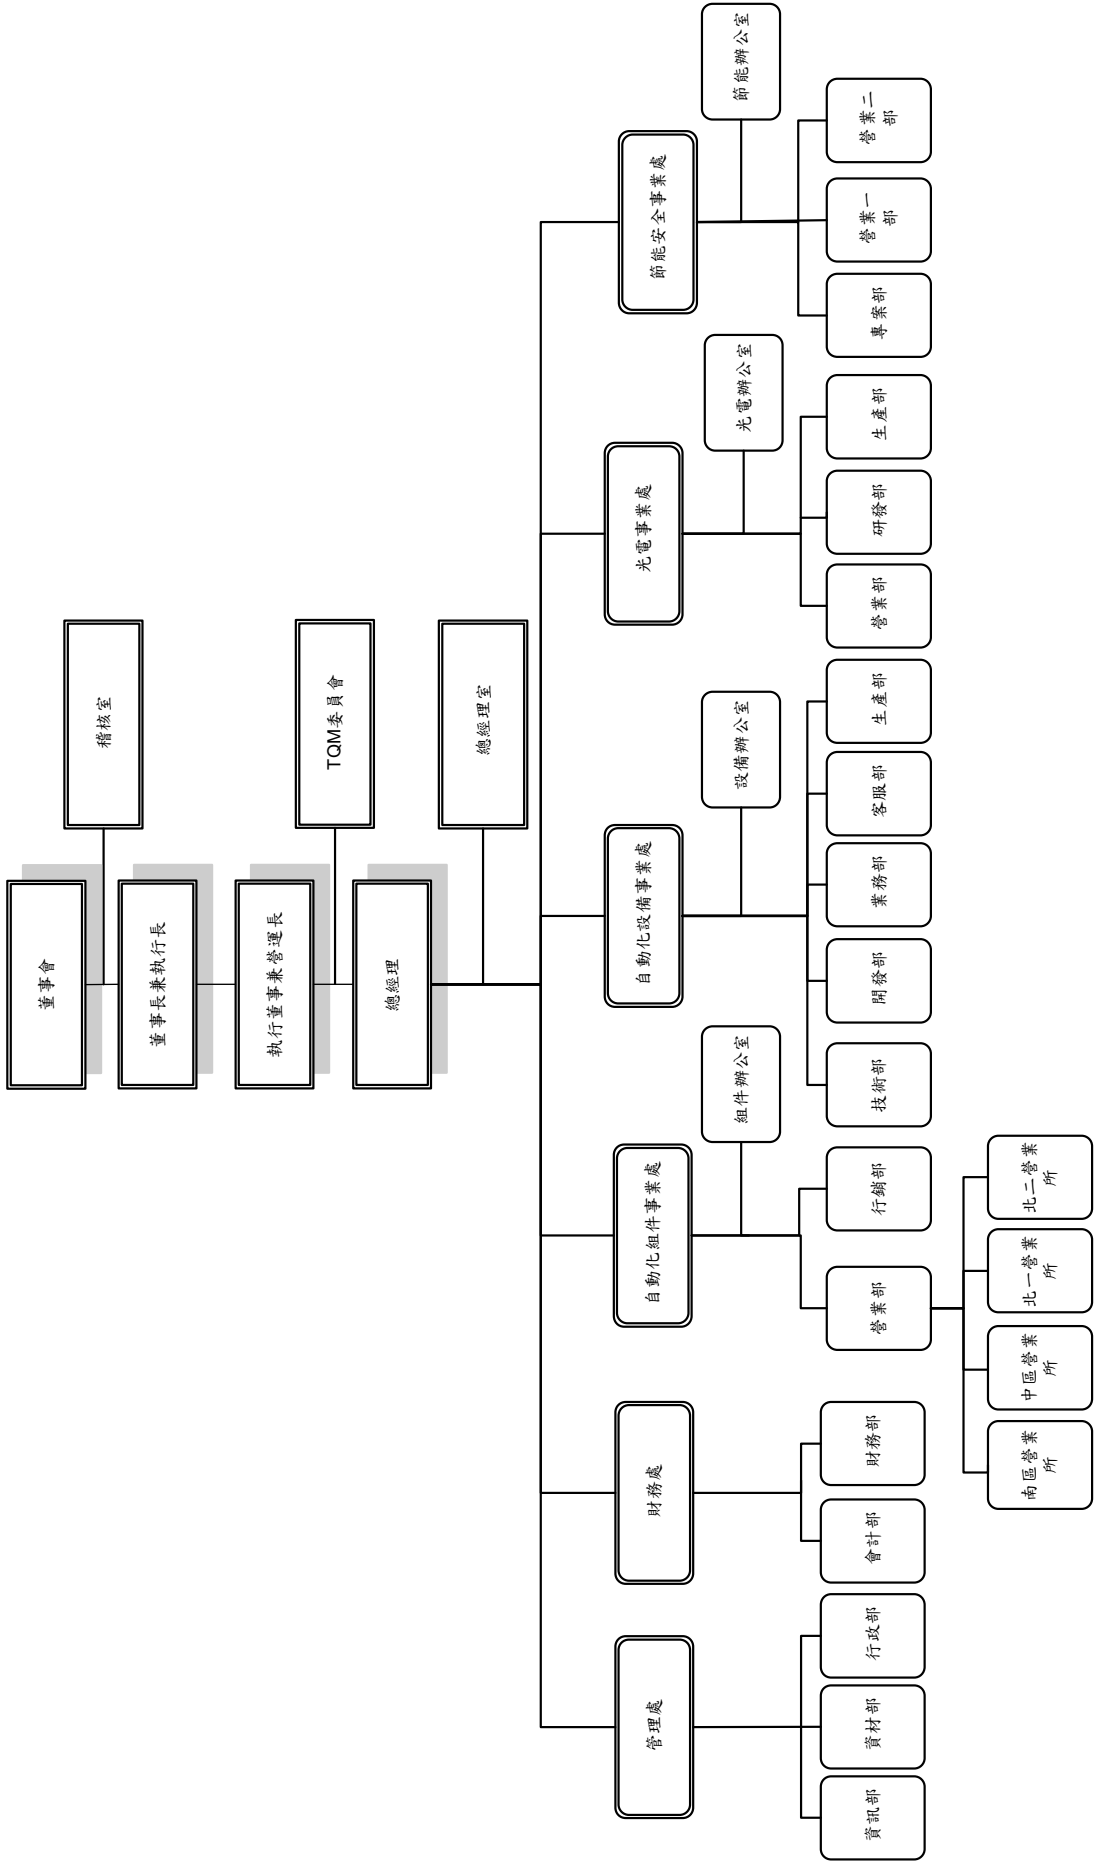 董事會
稽核室
董事長兼執行長
執行董事兼營運長
TQM委員會
總經理
總經理室
管理處
財務處
自動化組件事業處
自動化設備事業處
光電事業處
節能安全事業處
組件辦公室
設備辦公室
光電辦公室
節能辦公室
資訊部
資材部
行政部
會計部
財務部
營業部
行銷部
技術部
開發部
業務部
客服部
生產部
營業部
研發部
生產部
專案部
營業一
部
營業二
部
南區營業
所
中區營業
所
北一營業
所
北二營業
所